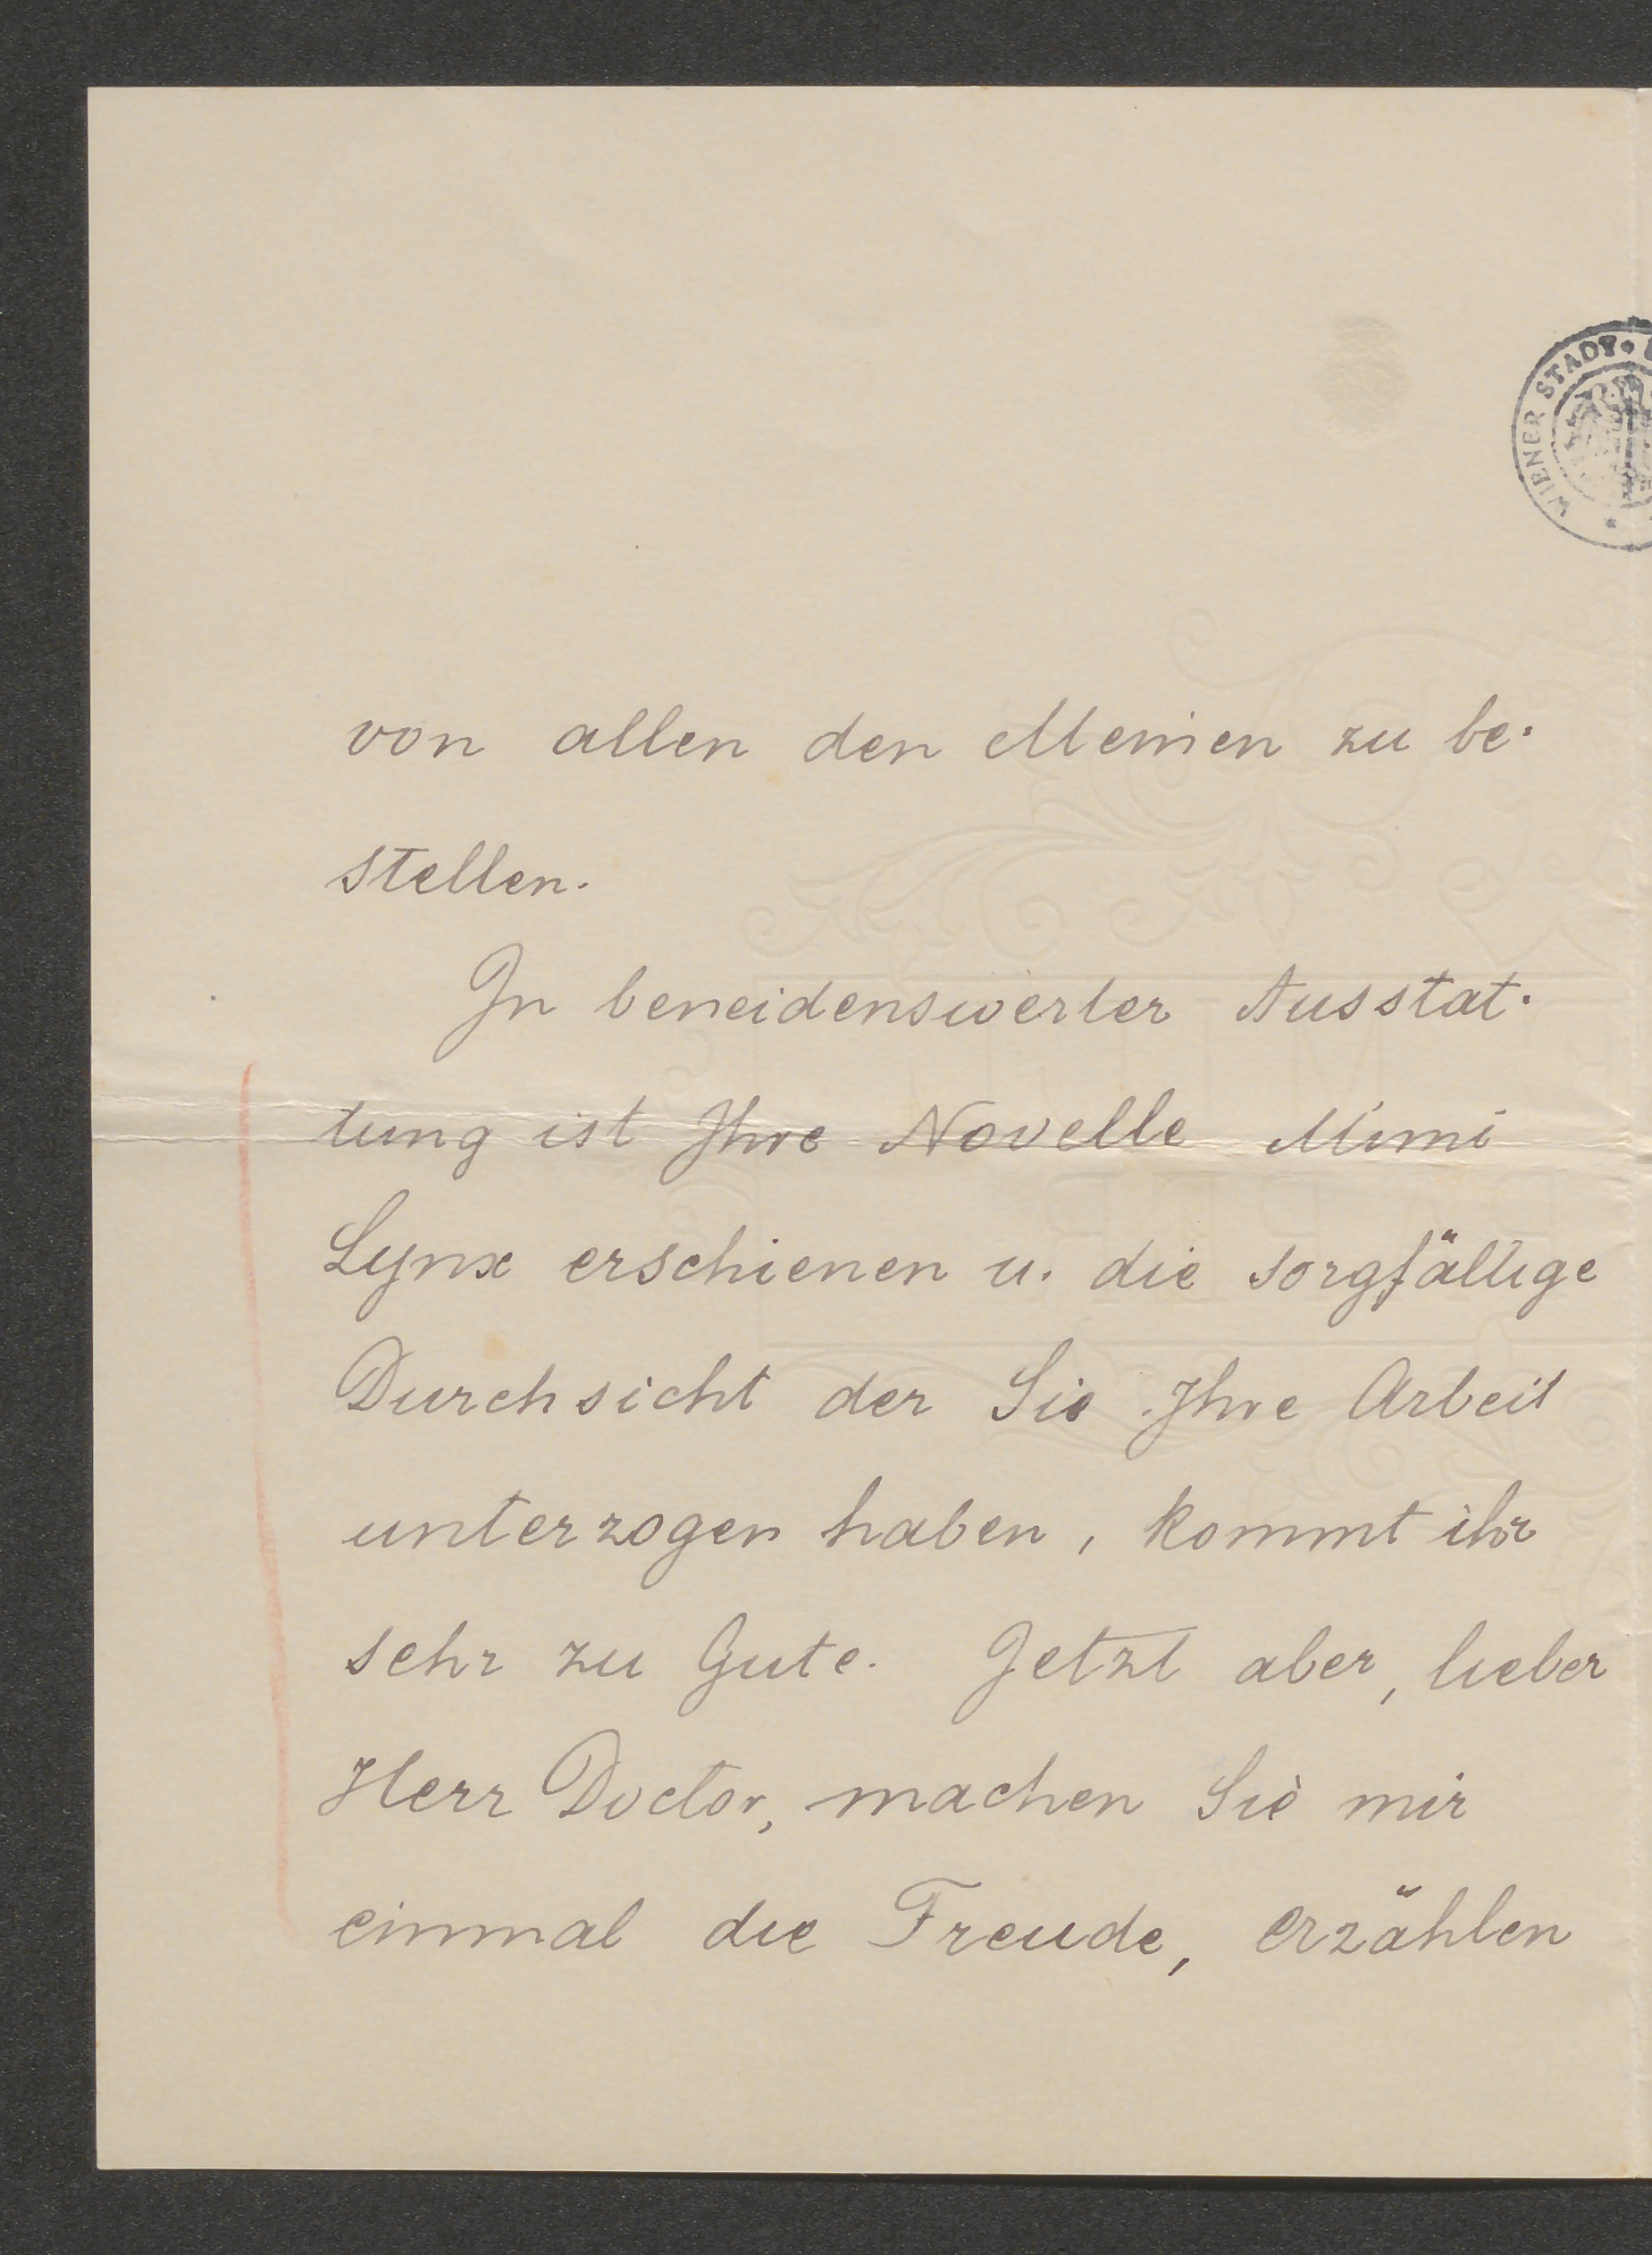 WIENER STADT
von allen den Meinen zu be-
stellen.
In beneidenswerter Ausstat-
tung ist Ihre Novelle Mimi
Lynx erschienen u. die sorgfältige
Durchsicht der Sie Ihre Arbeit
unterzogen haben, kommt ihr
sehr zu Gute. Jetzt aber, lieber
Herr Doctor, machen Sie mir
einmal die Freude, erzählen